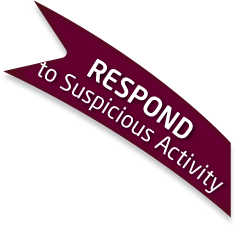 RESPOND
to Suspicious Activity